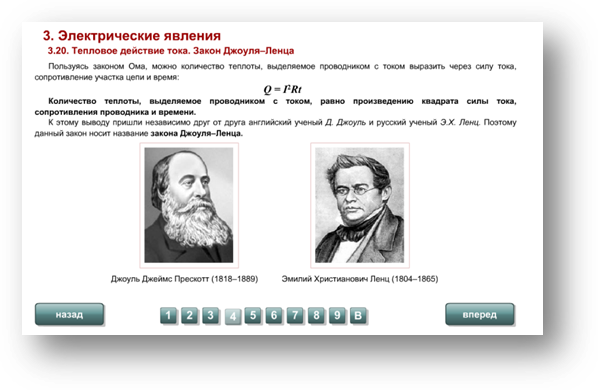 3. Электрические явления
3.20. Тепловое действие тока. Закон Джоуля–Ленца
Пользуясь законом Ома, можно количество теплоты, выделяемое проводником с током выразить через силу тока,
сопротивление участка цепи и время:
Q = I²Rt
Количество теплоты, выделяемое проводником с током, равно произведению квадрата силы тока,
сопротивления проводника и времени.
К этому выводу пришли независимо друг от друга английский ученый Д. Джоуль и русский ученый Э.Х. Ленц. Поэтому
данный закон носит название закона Джоуля–Ленца.
Джоуль Джеймс Прескотт (1818–1889) Эмилий Христианович Ленц (1804–1865)
назад 1 2 3 4 5 6 7 8 9 В вперед